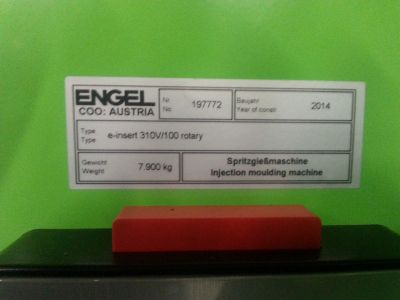 ENGEL
COO: AUSTRIA
Nr.
No.
197772
Baujahr
Year of constr.
2014
Type
Type
e-insert 310V/100 rotary
Gewicht
Weight
7.900 kg
Spritzgießmaschine
Injection moulding machine